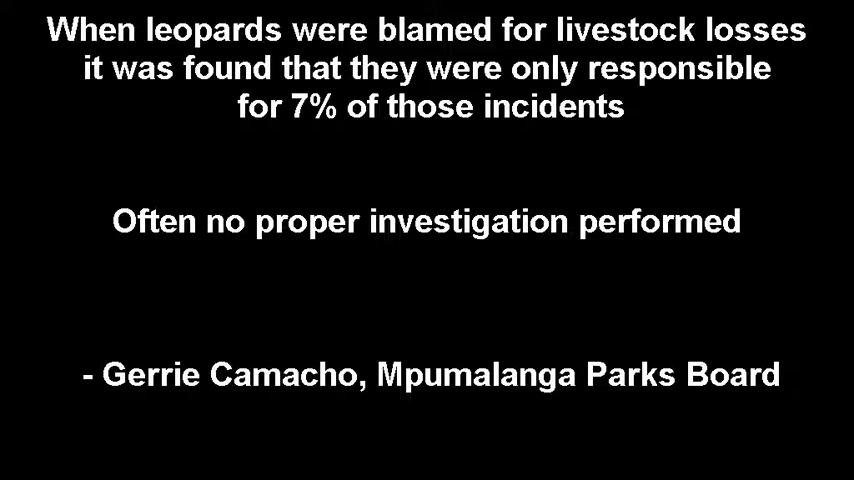 When leopards were blamed for livestock losses
it was found that they were only responsible
for 7% of those incidents
Often no proper investigation performed
- Gerrie Camacho, Mpumalanga Parks Board